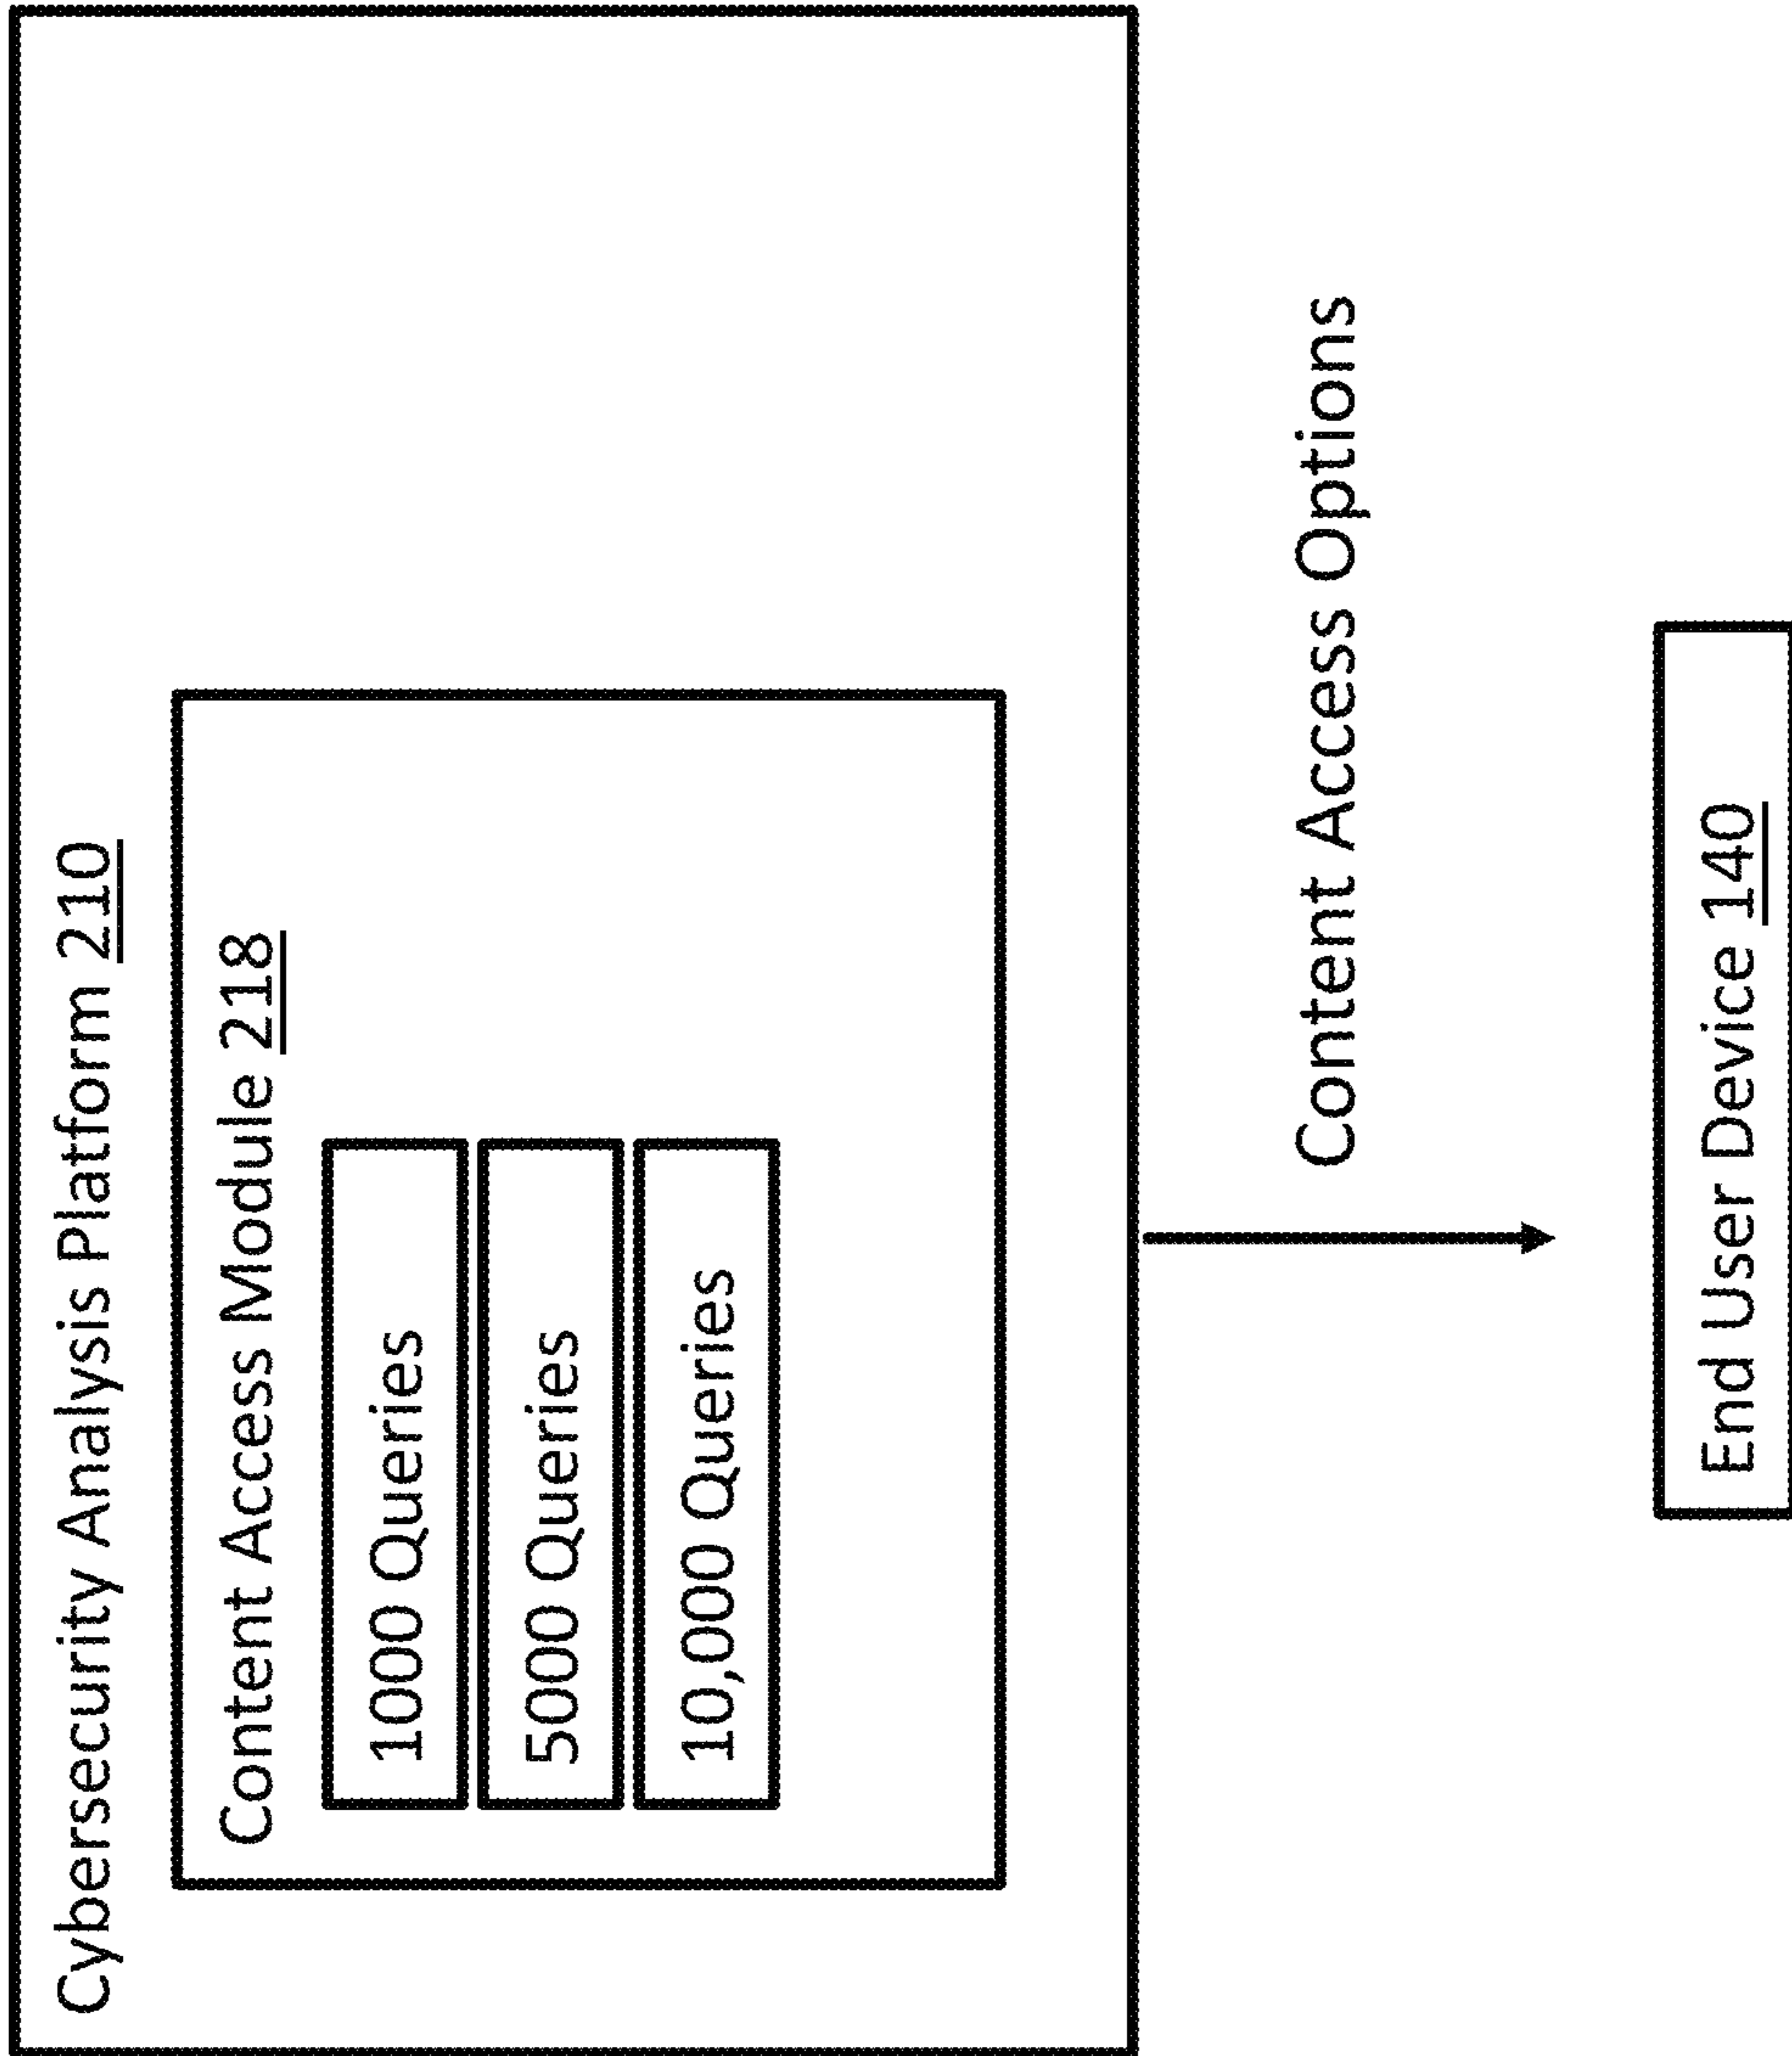 Cybersecurity Analysis Platform 210
Content Access Module 218
1000 Queries
5000 Queries
10,000 Queries
Content Access Options
End User Device 140